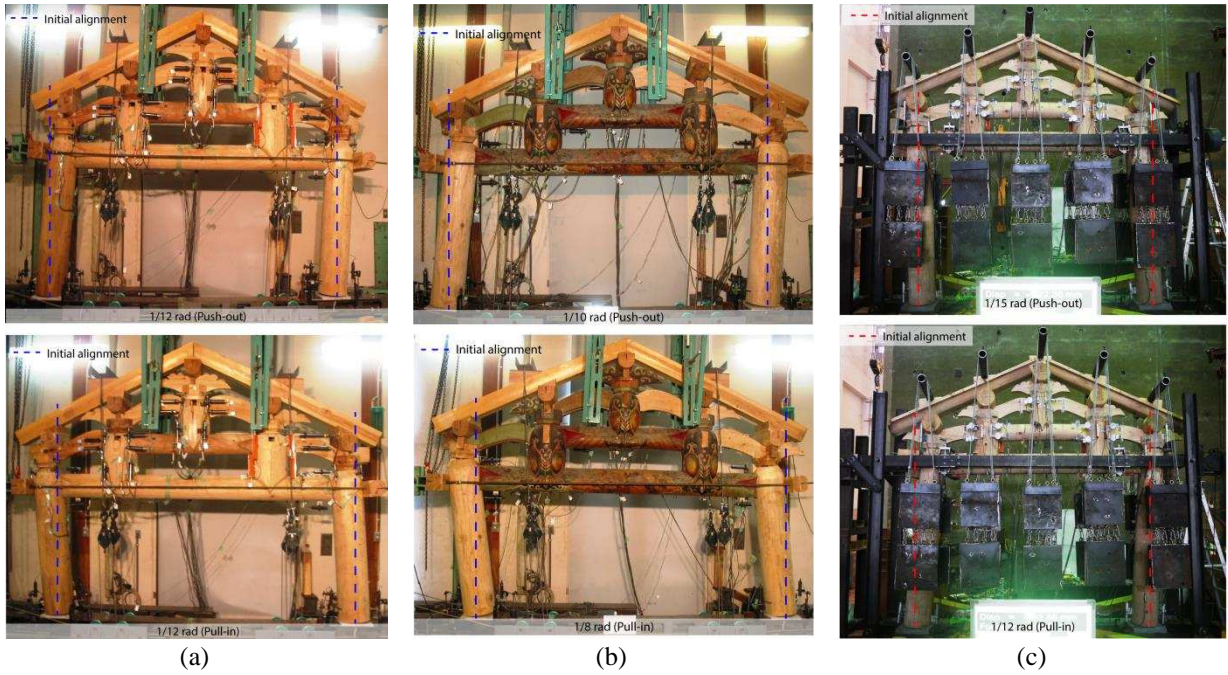 Initial alignment
Initial alignment
Initial alignment
1/12 rad (Push-out)
1/10 rad (Push-out)
1/15 rad (Push-out)
Initial alignment
Initial alignment
Initial alignment
1/12 rad (Pull-in)
1/8 rad (Pull-in)
1/12 rad (Pull-in)
(a)
(b)
(c)